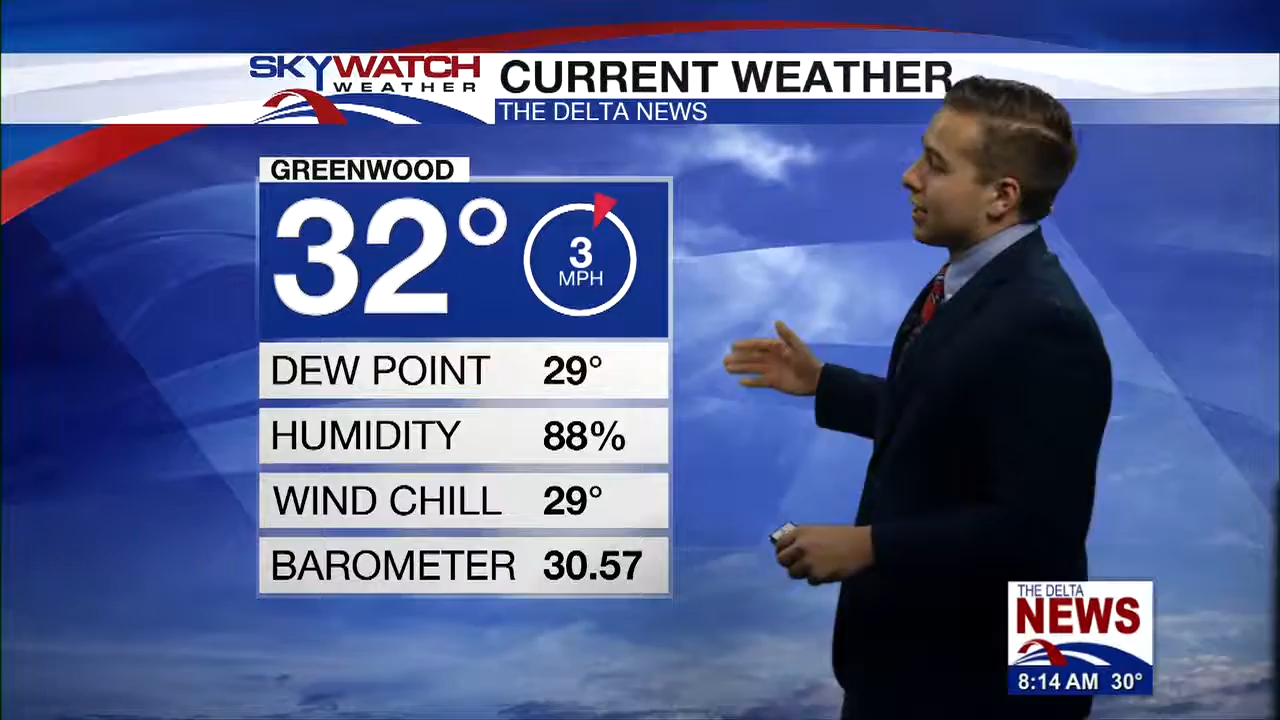 SKYWATCH
WEATHER
CURRENT WEATHER
THE DELTA NEWS
GREENWOOD
32°
3
MPH
DEW POINT 29°
HUMIDITY 88%
WIND CHILL 29°
BAROMETER 30.57
THE DELTA
NEWS
8:14 AM 30°